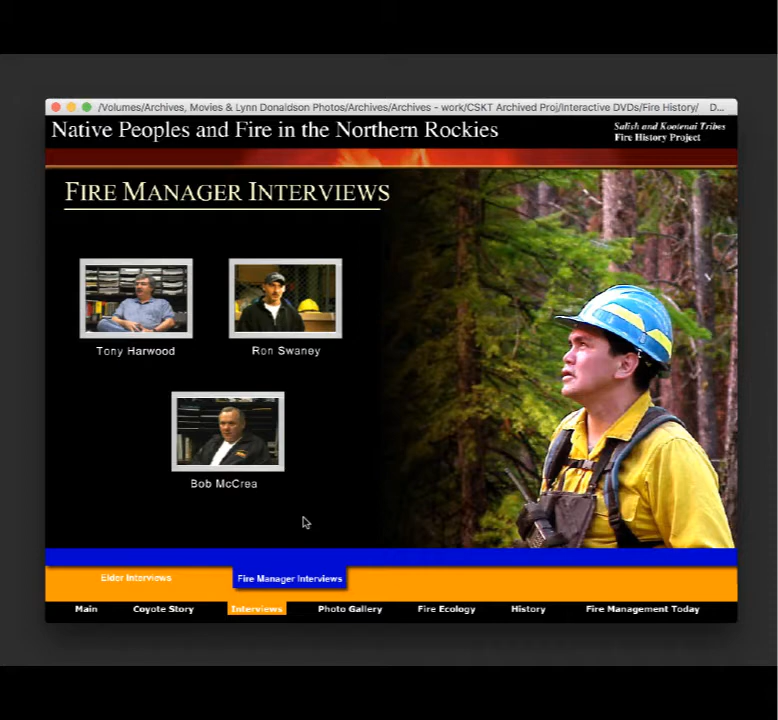 /Volumes/Archives, Movies & Lynn Donaldson Photos/Archives/Archives - work/CSKT Archived Proj/Interactive DVDs/Fire History/ D...
Native Peoples and Fire in the Northern Rockies
Salish and Kootenai Tribes
Fire History Project
FIRE MANAGER INTERVIEWS
Tony Harwood
Ron Swaney
Bob McCrea
Elder Interviews
Fire Manager Interviews
Main
Coyote Story
Interviews
Photo Gallery
Fire Ecology
History
Fire Management Today